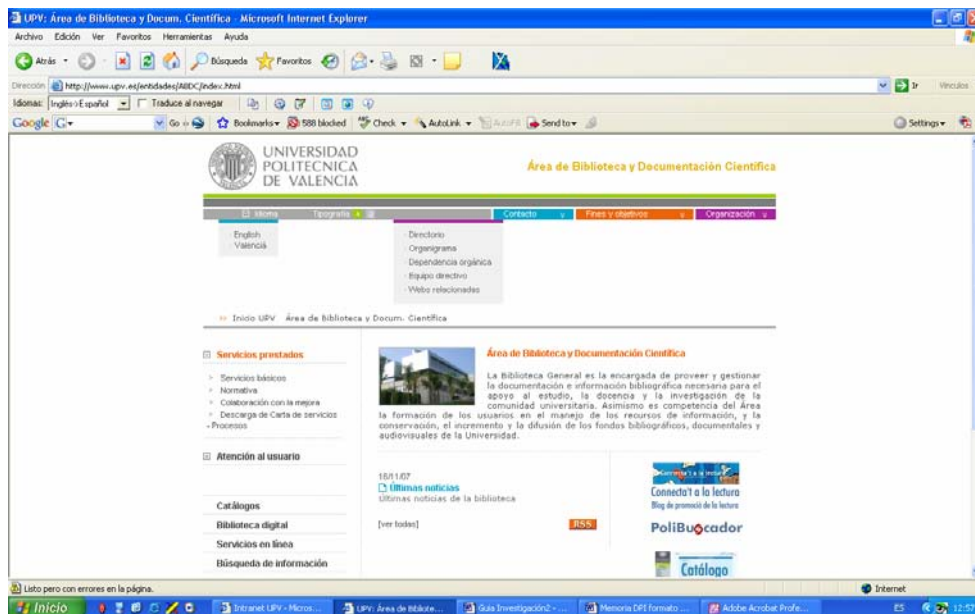 UPV: Área de Biblioteca y Docum. Científica - Microsoft Internet Explorer
Archivo Edición Ver Favoritos Herramientas Ayuda
Atrás Búsqueda Favoritos
Dirección http://www.upv.es/entidades/ABDC/index.html Ir Vínculos
Idiomas: Inglés>Español Traduce al navegar
Google Go Bookmarks 588 blocked Check AutoLink AutoFill Send to Settings
UNIVERSIDAD
POLITECNICA
DE VALENCIA
Área de Biblioteca y Documentación Científica
Idioma Tipografía Contacto Fines y objetivos Organización
English
Valencià
Directorio
Organigrama
Dependencia orgánica
Equipo directivo
Webs relacionadas
Inicio UPV Área de Biblioteca y Docum. Científica
Servicios prestados
Servicios básicos
Normativa
Colaboración con la mejora
Descarga de Carta de servicios
Procesos
Atención al usuario
Catálogos
Biblioteca digital
Servicios en línea
Búsqueda de información
Área de Biblioteca y Documentación Científica
La Biblioteca General es la encargada de proveer y gestionar
la documentación e información bibliográfica necesaria para el
apoyo al estudio, la docencia y la investigación de la
comunidad universitaria. Asimismo es competencia del Área
la formación de los usuarios en el manejo de los recursos de información, y la
conservación, el incremento y la difusión de los fondos bibliográficos, documentales y
audiovisuales de la Universidad.
16/11/07
Últimas noticias
Últimas noticias de la biblioteca
[ver todas] RSS
Connecta't a la lectura
Connecta't a la lectura
Blog de promoció de la lectura
PoliBuscador
Catálogo
Listo pero con errores en la página. Internet
Inicio Intranet UPV - Micros... UPV: Área de Bibliote... Guia Investigación2 - ... Memoria DPI formato ... Adobe Acrobat Profe... ES 12:57